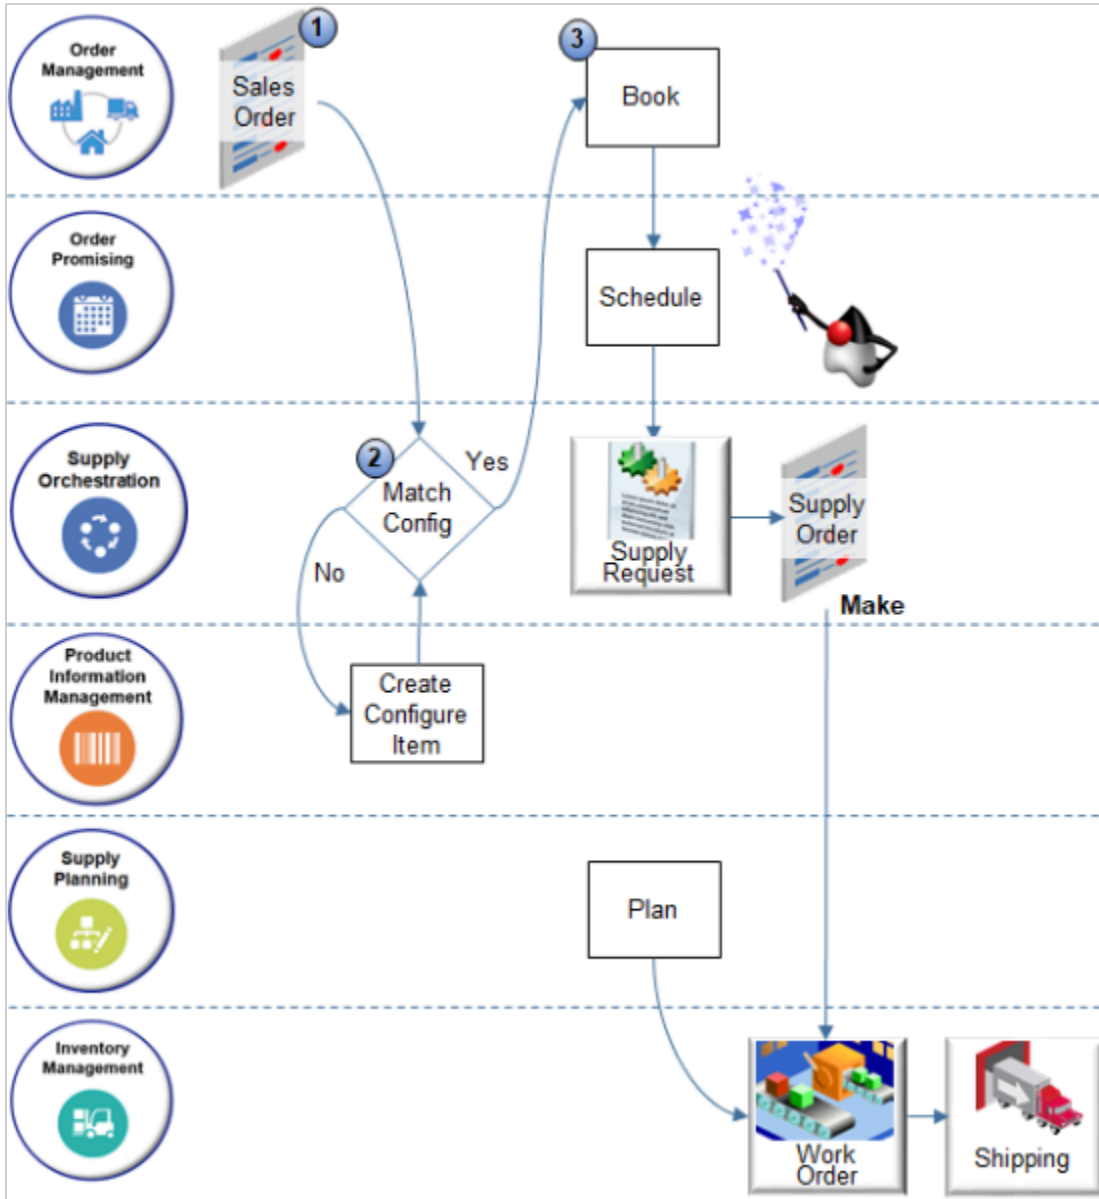 Order
Management
1
Sales
Order
3
Book
Order
Promising
Schedule
Supply
Orchestration
2
Match
Config
Yes
No
Supply
Request
Supply
Order
Make
Product
Information
Management
Create
Configure
Item
Supply
Planning
Plan
Inventory
Management
Work
Order
Shipping